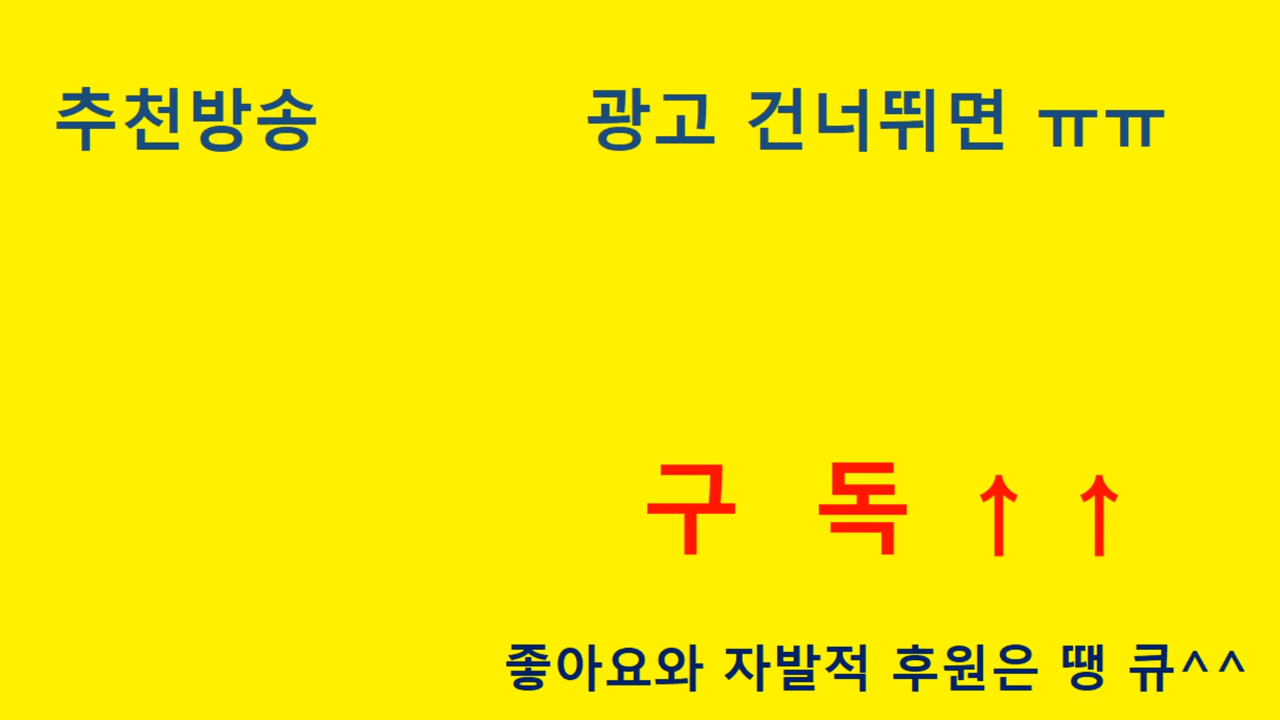 추천방송 광고 건너뛰면 ㅠㅠ
구 독 ↑ ↑
좋아요와 자발적 후원은 땡 큐^^